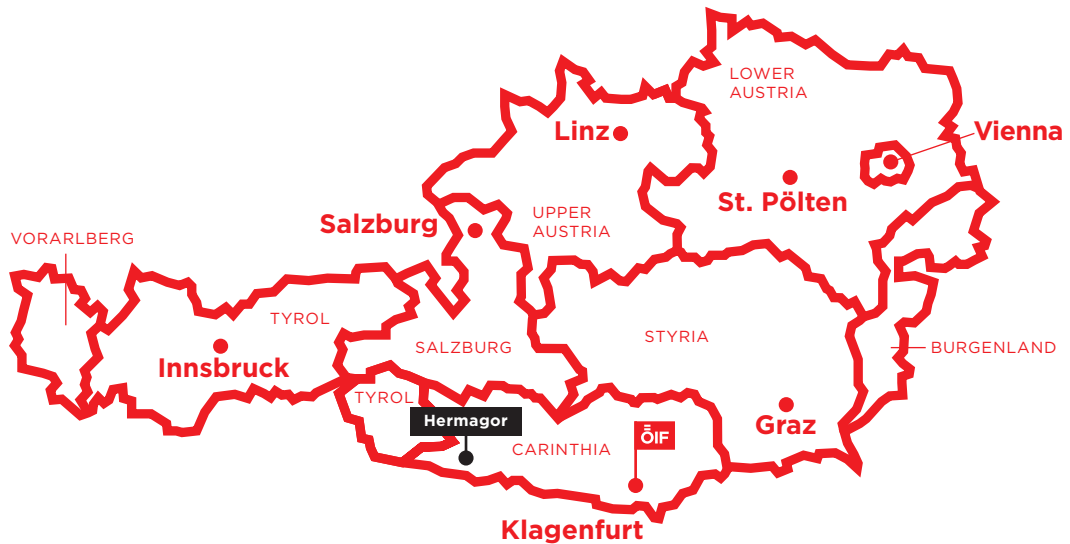 LOWER
AUSTRIA
Linz
Vienna
St. Pölten
Salzburg
UPPER
AUSTRIA
VORARLBERG
TYROL
STYRIA
Innsbruck
SALZBURG
BURGENLAND
TYROL
Hermagor
Graz
CARINTHIA
ÖIF
Klagenfurt